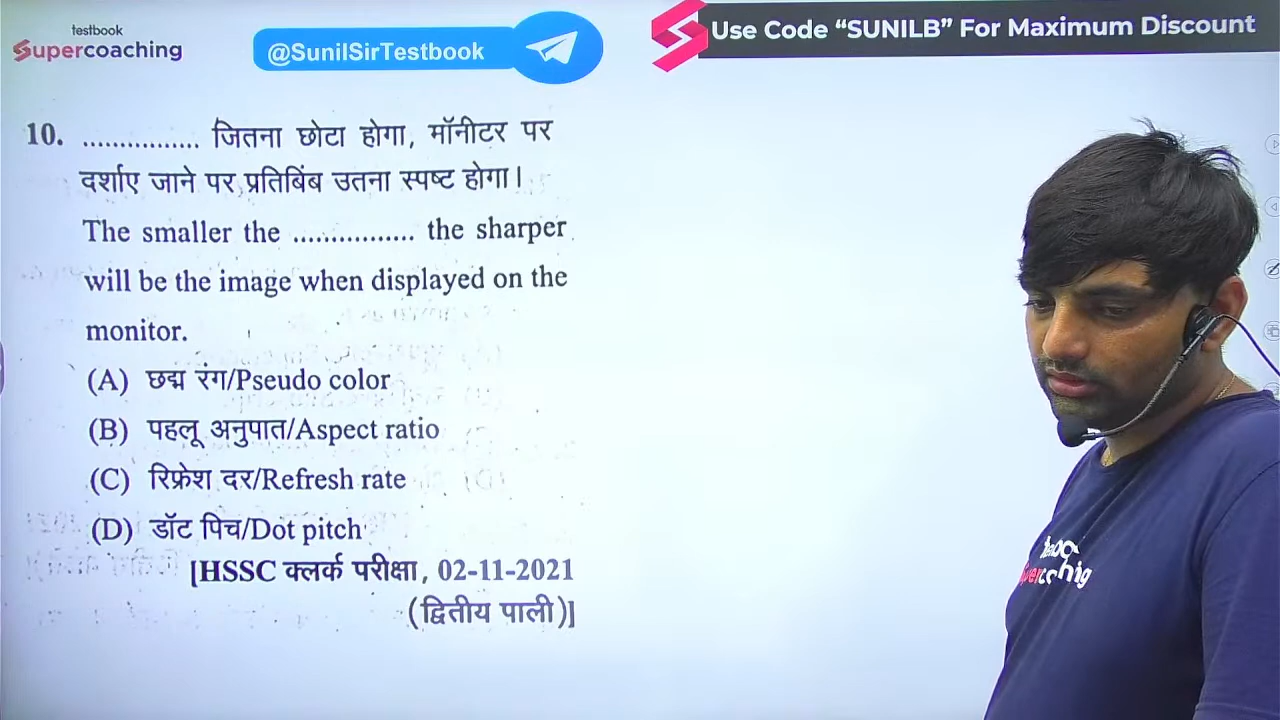 testbook
Supercoaching
@SunilSirTestbook
Use Code “SUNILB” For Maximum Discount
10. ................ जितना छोटा होगा, मॉनीटर पर
दर्शाए जाने पर प्रतिबिंब उतना स्पष्ट होगा।
The smaller the ................ the sharper
will be the image when displayed on the
monitor.
(A) छद्म रंग/Pseudo color
(B) पहलू अनुपात/Aspect ratio
(C) रिफ्रेश दर/Refresh rate
(D) डॉट पिच/Dot pitch
[HSSC क्लर्क परीक्षा, 02-11-2021
(द्वितीय पाली)]